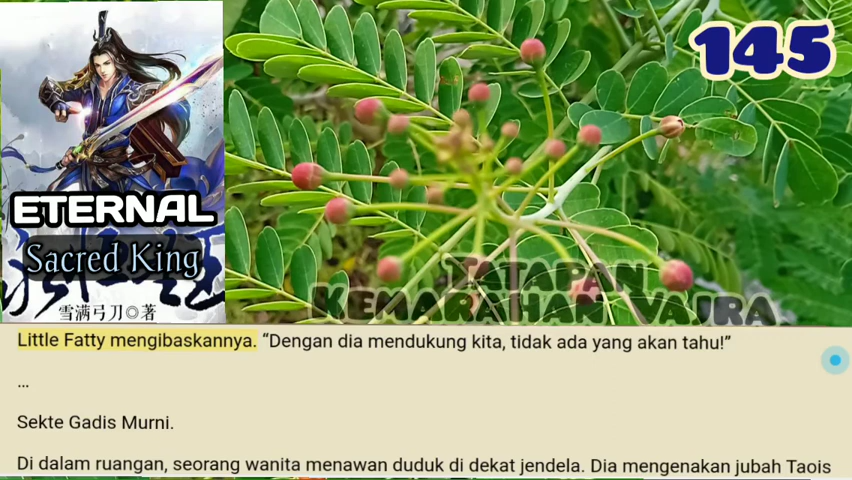 145
ETERNAL
Sacred King
雪满弓刀◎著
TATAPAN
KEMARAHAN VAJRA
Little Fatty mengibaskannya. “Dengan dia mendukung kita, tidak ada yang akan tahu!”
...
Sekte Gadis Murni.
Di dalam ruangan, seorang wanita menawan duduk di dekat jendela. Dia mengenakan jubah Taois